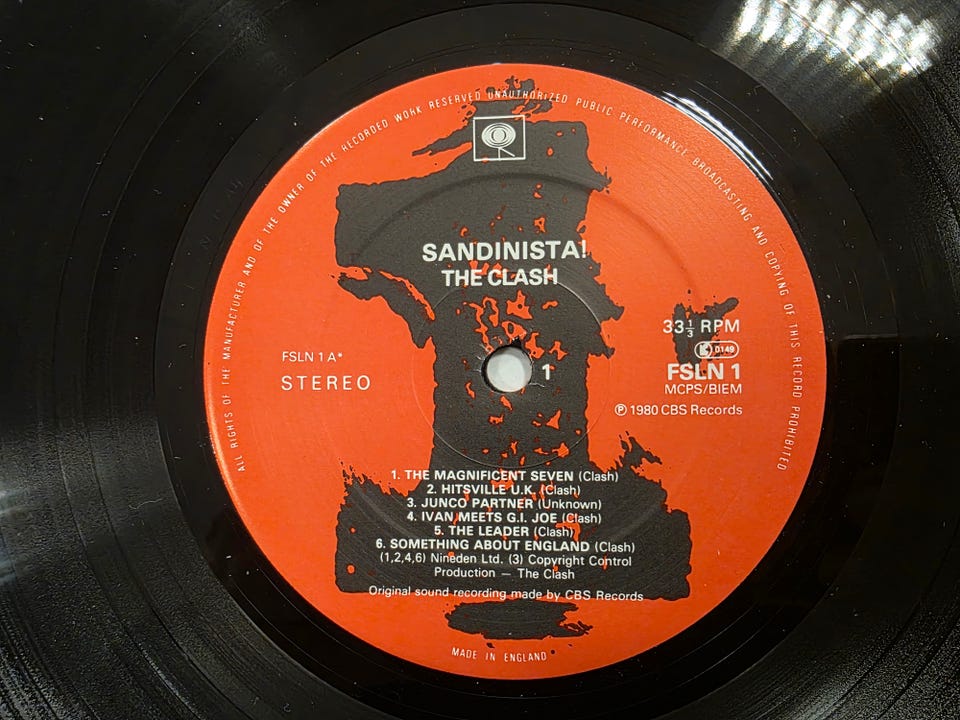 ALL RIGHTS OF THE MANUFACTURER AND OF THE OWNER OF THE RECORDED WORK RESERVED UNAUTHORIZED PUBLIC PERFORMANCE BROADCASTING AND COPYING OF THIS RECORD PROHIBITED
SANDINISTA!
THE CLASH
33⅓ RPM
K 0149
FSLN 1 A*
STEREO
1
FSLN 1
MCPS/BIEM
℗ 1980 CBS Records
1. THE MAGNIFICENT SEVEN (Clash)
2. HITSVILLE U.K. (Clash)
3. JUNCO PARTNER (Unknown)
4. IVAN MEETS G.I. JOE (Clash)
5. THE LEADER (Clash)
6. SOMETHING ABOUT ENGLAND (Clash)
(1,2,4,6) Nineden Ltd. (3) Copyright Control
Production — The Clash
Original sound recording made by CBS Records
MADE IN ENGLAND